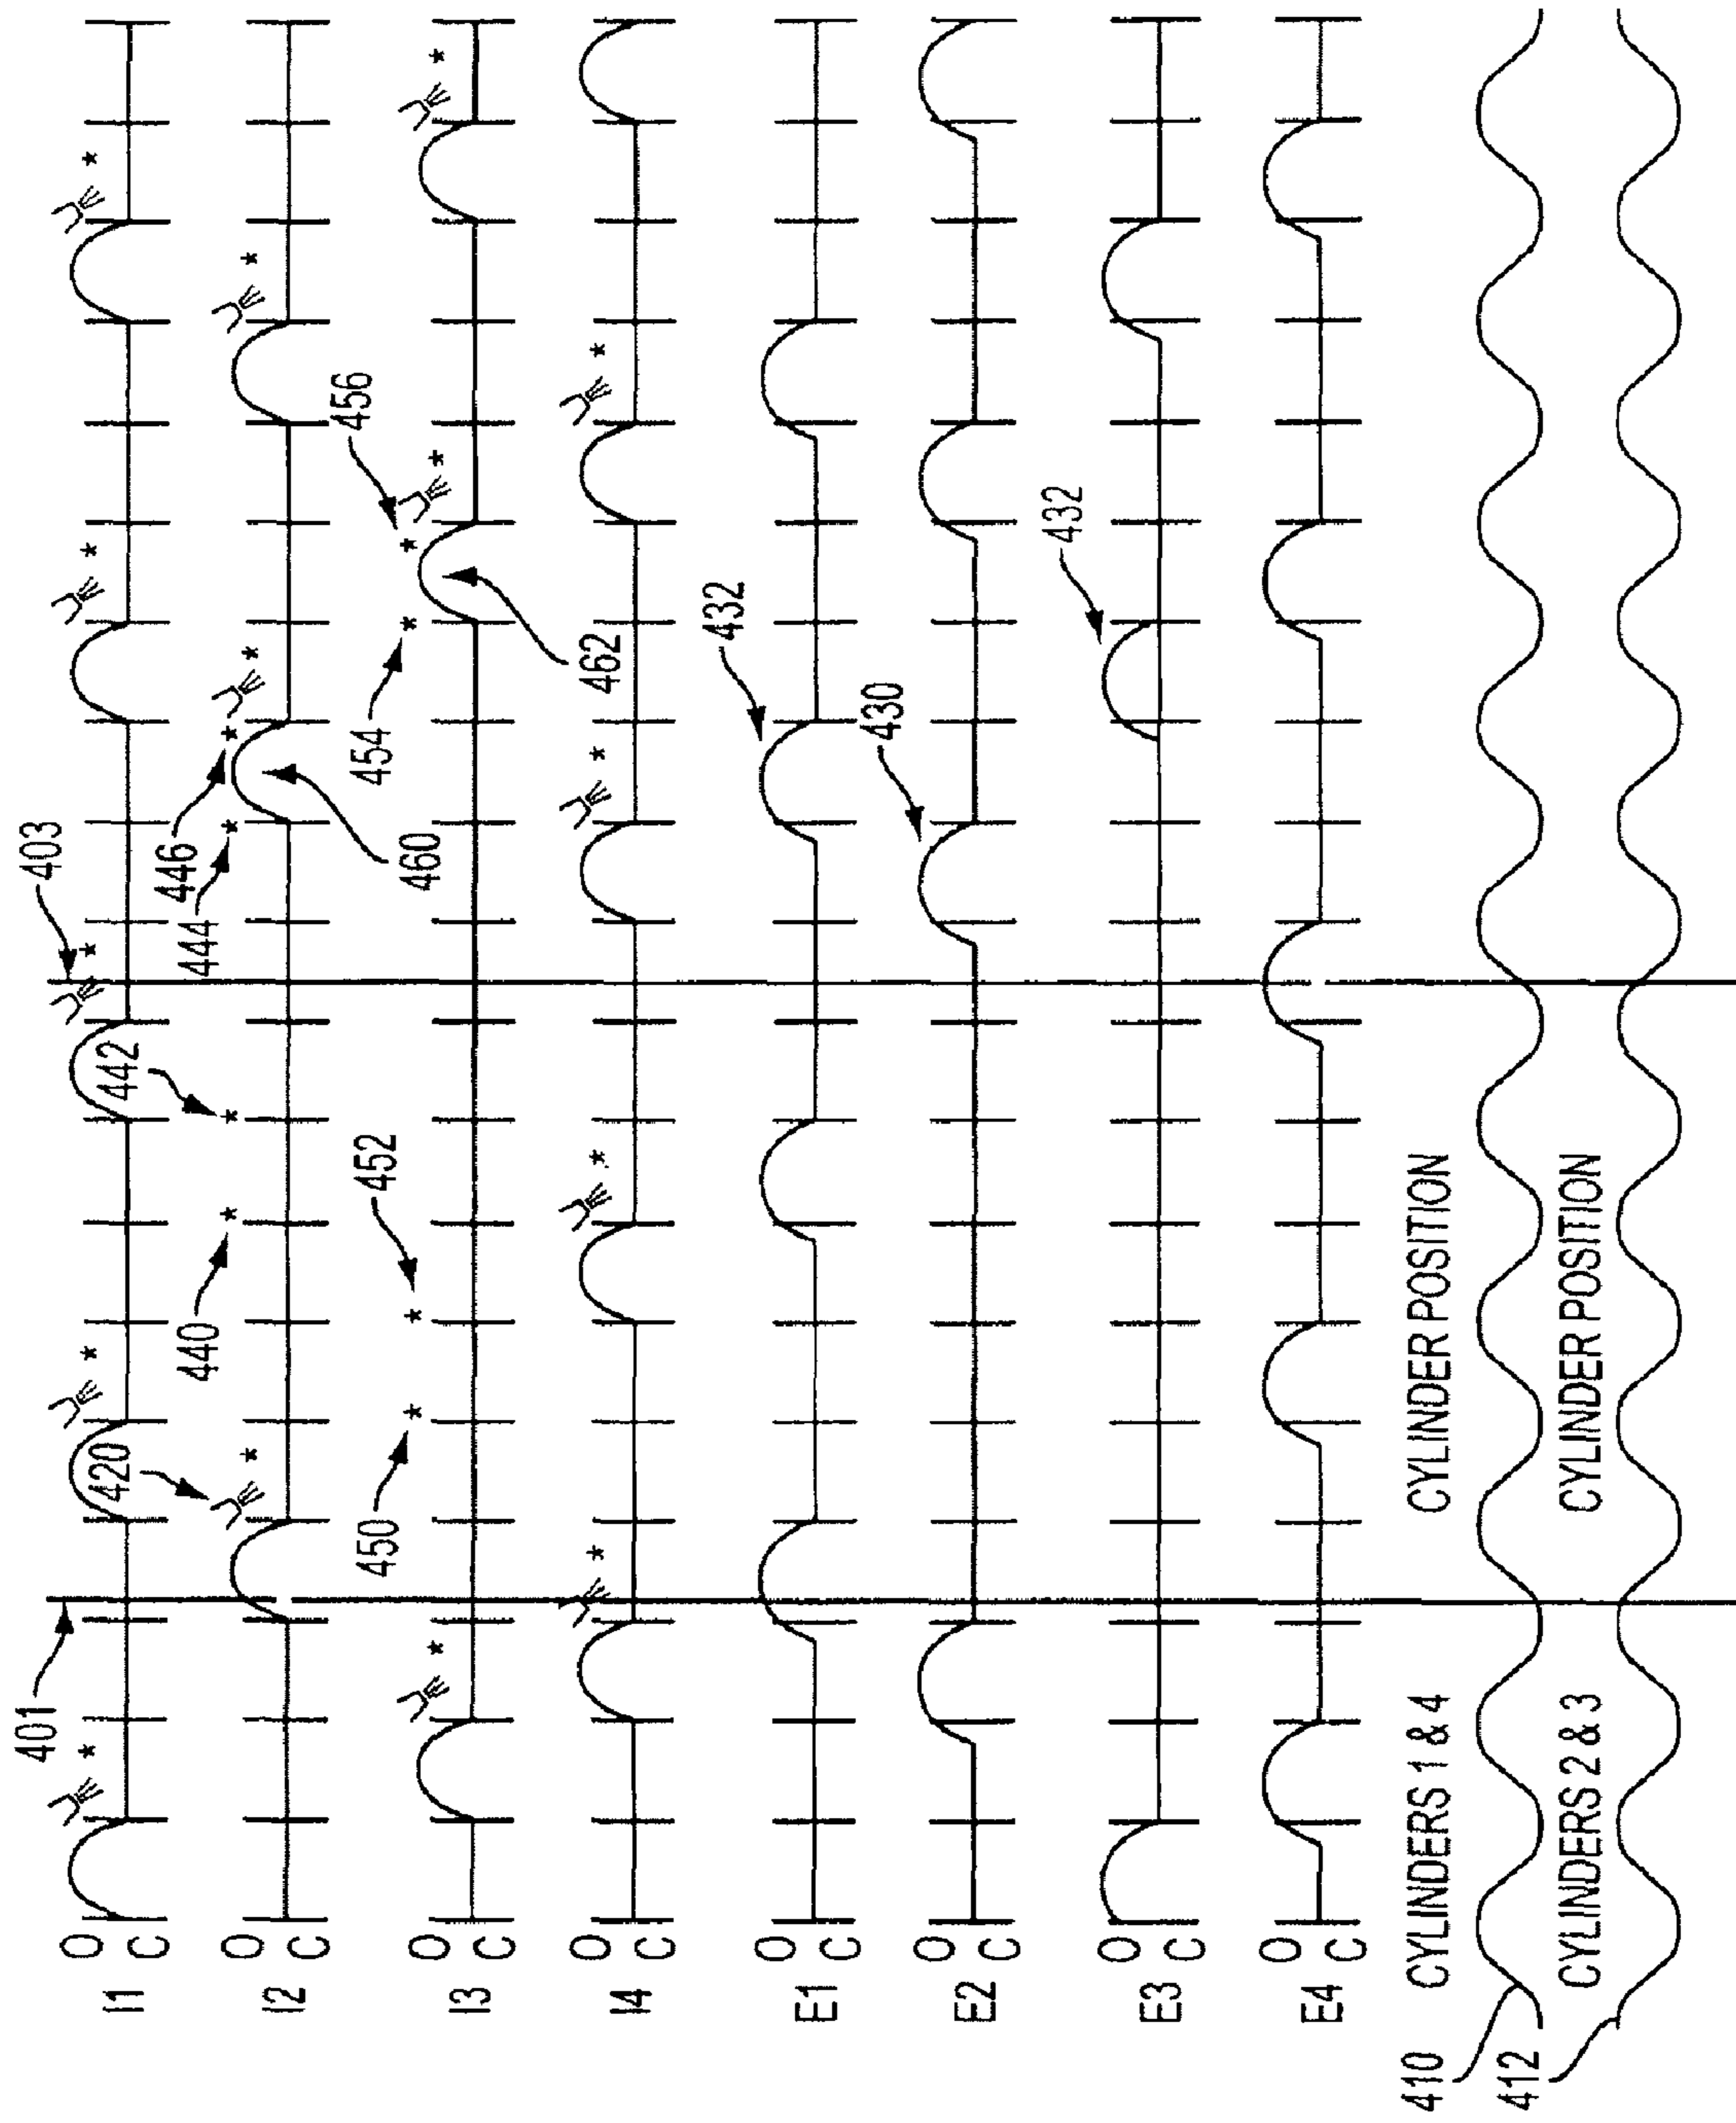 401
403
O
C
I1
442
O
C
I2
420
440
444
446
460
O
C
I3
450
452
454
456
462
O
C
I4
O
C
E1
432
O
C
E2
430
O
C
E3
432
O
C
E4
410
CYLINDERS 1 & 4
CYLINDER POSITION
412
CYLINDERS 2 & 3
CYLINDER POSITION